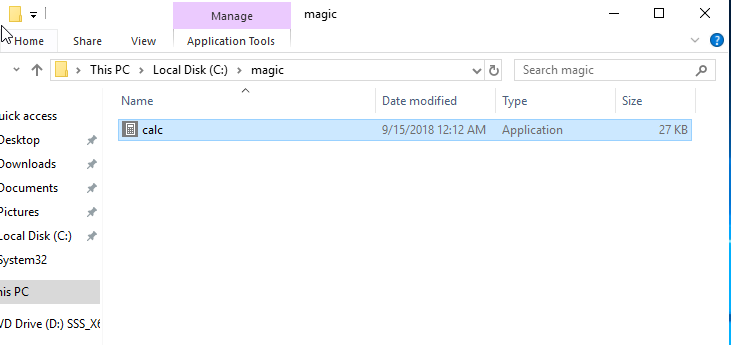 Manage magic
Home Share View Application Tools
This PC Local Disk (C:) magic Search magic
Name Date modified Type Size
uick access
calc 9/15/2018 12:12 AM Application 27 KB
Desktop
Downloads
Documents
Pictures
Local Disk (C:)
System32
his PC
VD Drive (D:) SSS_X6